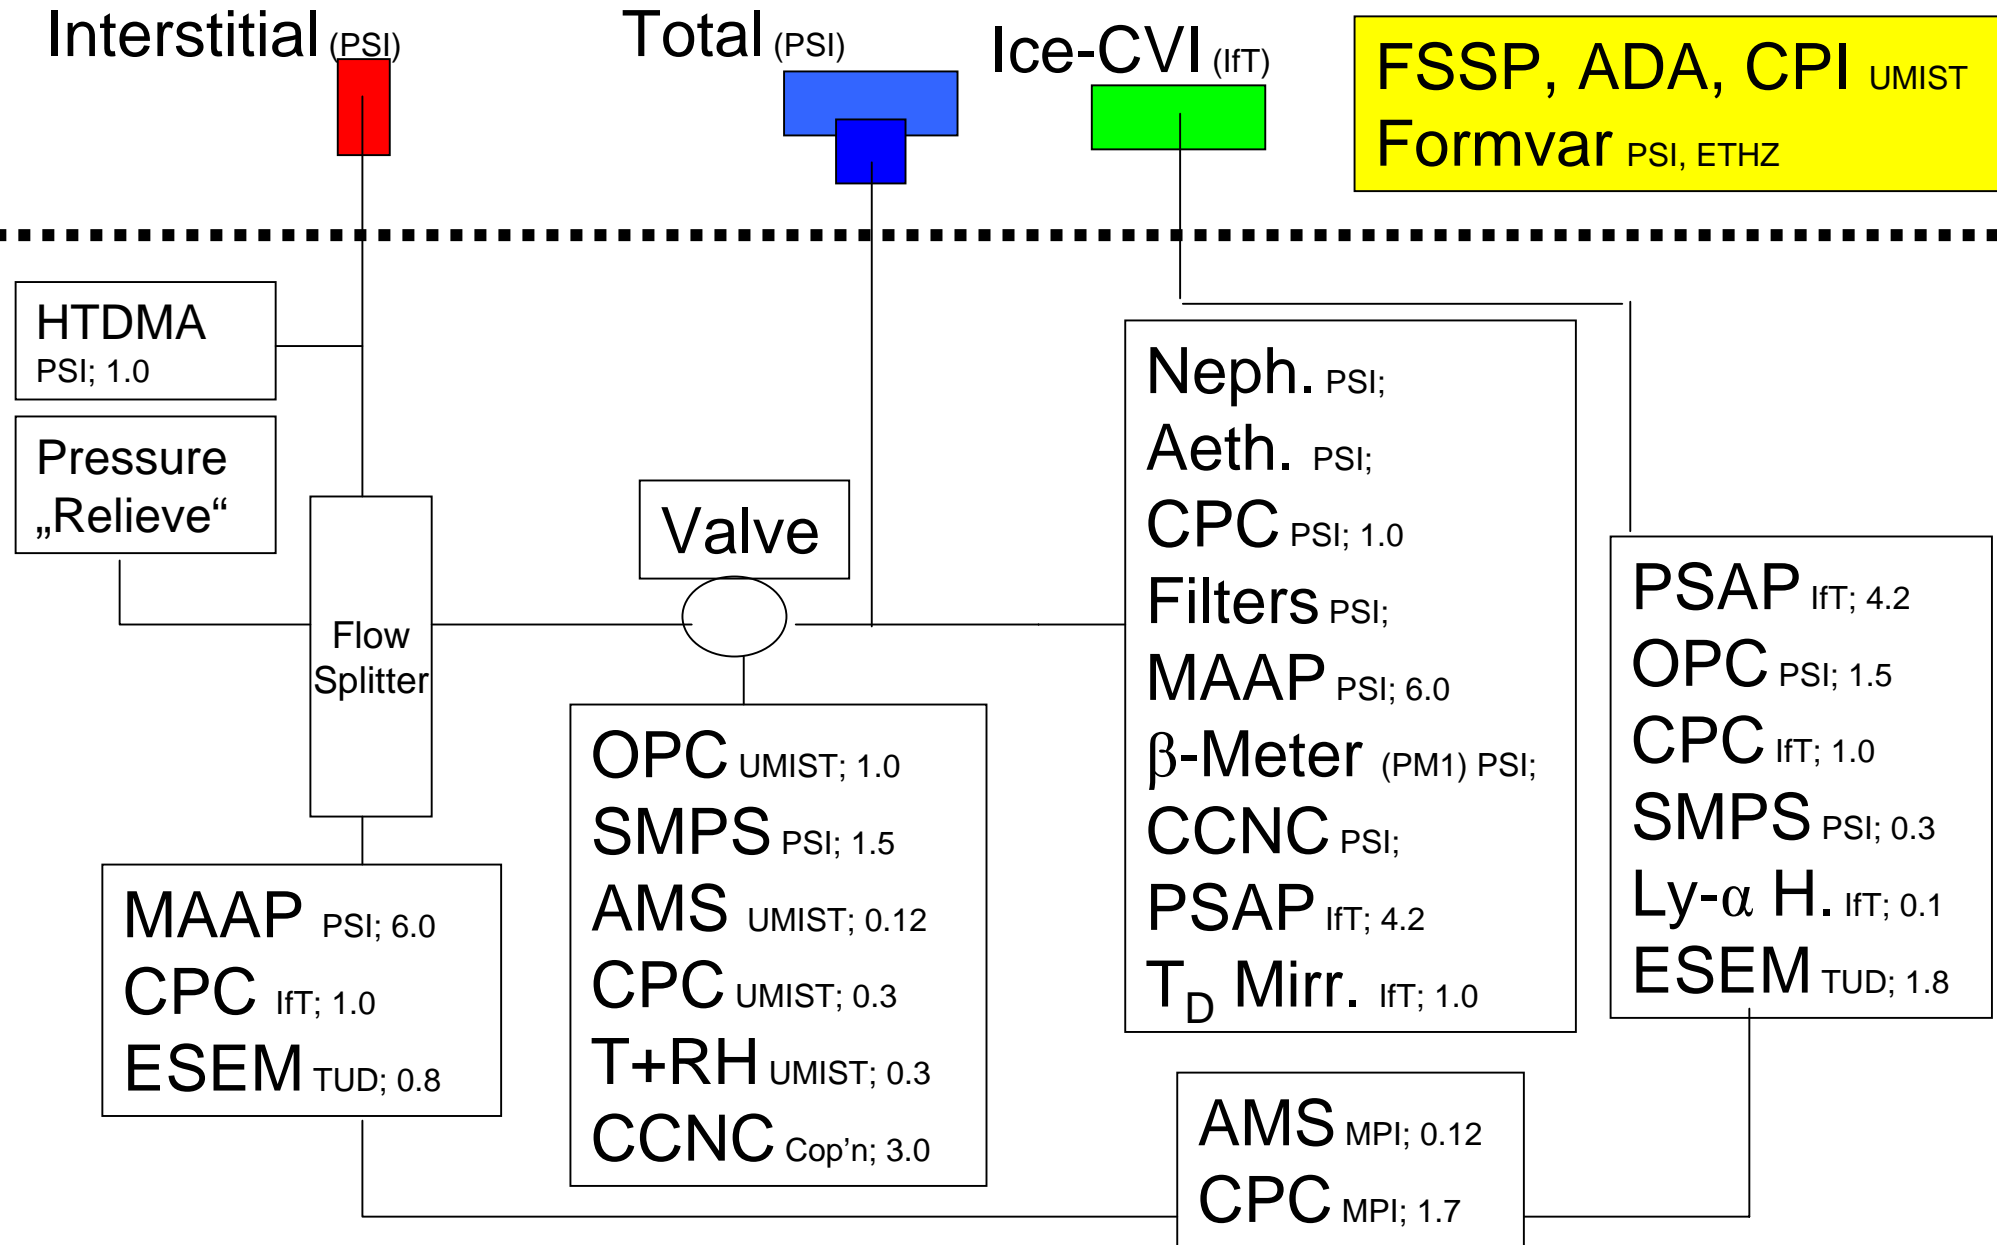 Interstitial (PSI)
Total (PSI)
Ice-CVI (IfT)
FSSP, ADA, CPI UMIST
Formvar PSI, ETHZ
HTDMA
PSI; 1.0
Pressure
„Relieve“
Flow
Splitter
Valve
MAAP PSI; 6.0
CPC IfT; 1.0
ESEM TUD; 0.8
OPC UMIST; 1.0
SMPS PSI; 1.5
AMS UMIST; 0.12
CPC UMIST; 0.3
T+RH UMIST; 0.3
CCNC Cop’n; 3.0
Neph. PSI;
Aeth. PSI;
CPC PSI; 1.0
Filters PSI;
MAAP PSI; 6.0
β-Meter (PM1) PSI;
CCNC PSI;
PSAP IfT; 4.2
TD Mirr. IfT; 1.0
PSAP IfT; 4.2
OPC PSI; 1.5
CPC IfT; 1.0
SMPS PSI; 0.3
Ly-α H. IfT; 0.1
ESEM TUD; 1.8
AMS MPI; 0.12
CPC MPI; 1.7